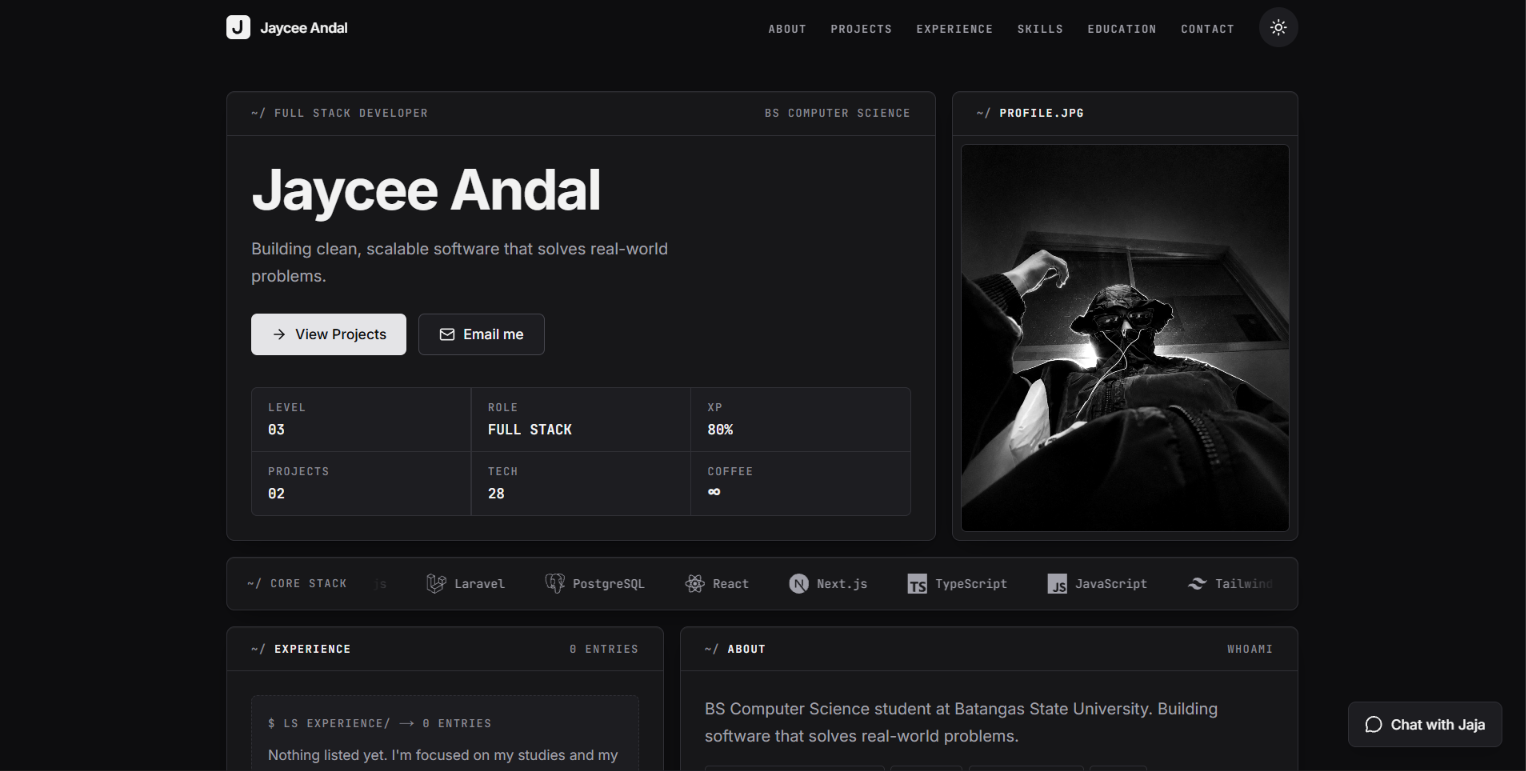 J Jaycee Andal
ABOUT PROJECTS EXPERIENCE SKILLS EDUCATION CONTACT
~/ FULL STACK DEVELOPER
BS COMPUTER SCIENCE
Jaycee Andal
Building clean, scalable software that solves real-world
problems.
→ View Projects
Email me
LEVEL
03
ROLE
FULL STACK
XP
80%
PROJECTS
02
TECH
28
COFFEE
∞
~/ PROFILE.JPG
~/ CORE STACK
js
Laravel
PostgreSQL
React
N Next.js
TS TypeScript
JS JavaScript
Tailwind
~/ EXPERIENCE
0 ENTRIES
$ LS EXPERIENCE/ → 0 ENTRIES
Nothing listed yet. I'm focused on my studies and my
~/ ABOUT
WHOAMI
BS Computer Science student at Batangas State University. Building
software that solves real-world problems.
Chat with Jaja